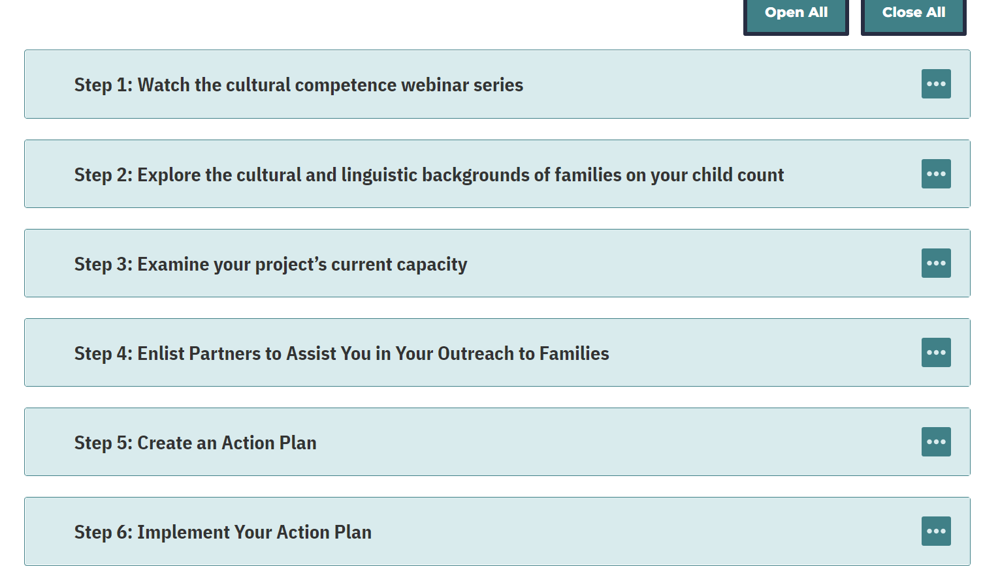 Open All
Close All
Step 1: Watch the cultural competence webinar series
Step 2: Explore the cultural and linguistic backgrounds of families on your child count
Step 3: Examine your project’s current capacity
Step 4: Enlist Partners to Assist You in Your Outreach to Families
Step 5: Create an Action Plan
Step 6: Implement Your Action Plan